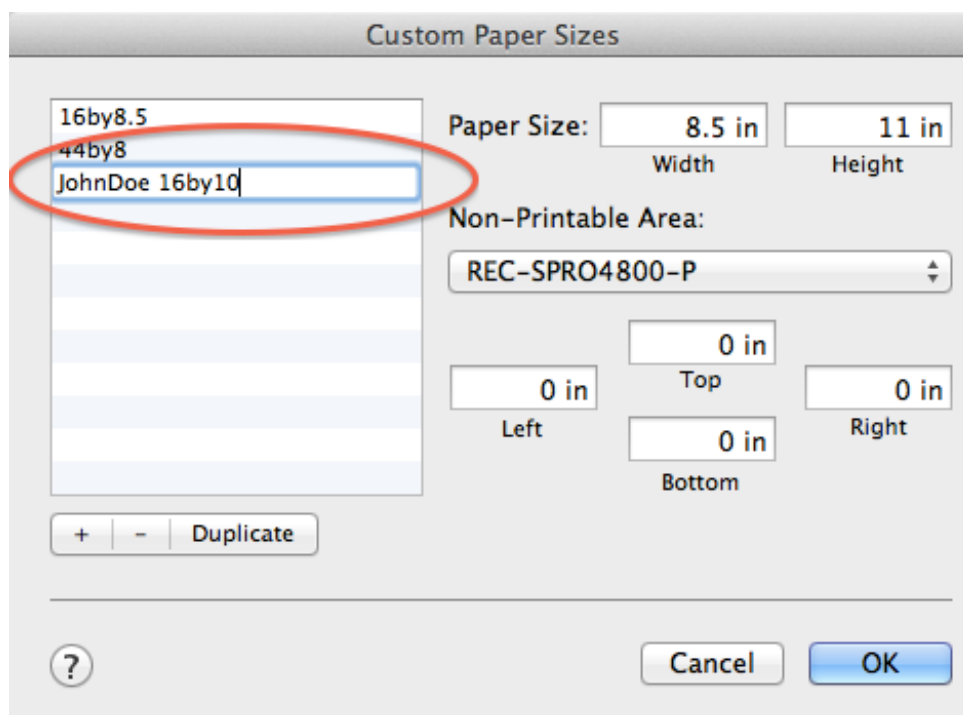 Custom Paper Sizes
16by8.5
44by8
JohnDoe 16by10
+ - Duplicate
Paper Size: 8.5 in 11 in
Width Height
Non-Printable Area:
REC-SPRO4800-P
0 in
Top
0 in 0 in
Left Right
0 in
Bottom
? Cancel OK